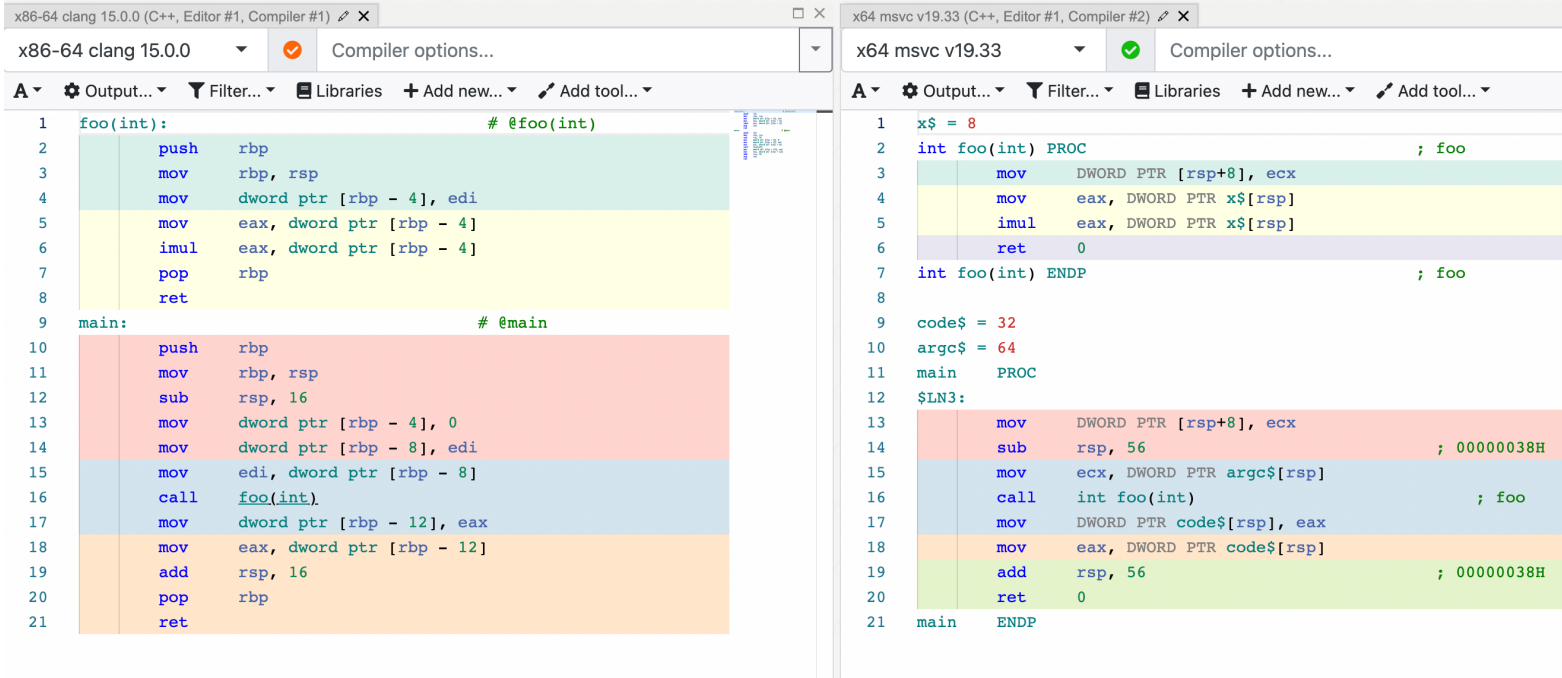 x86-64 clang 15.0.0 (C++, Editor #1, Compiler #1)
x86-64 clang 15.0.0 Compiler options...
A Output... Filter... Libraries Add new... Add tool...
1 foo(int): # @foo(int)
2 push rbp
3 mov rbp, rsp
4 mov dword ptr [rbp - 4], edi
5 mov eax, dword ptr [rbp - 4]
6 imul eax, dword ptr [rbp - 4]
7 pop rbp
8 ret
9 main: # @main
10 push rbp
11 mov rbp, rsp
12 sub rsp, 16
13 mov dword ptr [rbp - 4], 0
14 mov dword ptr [rbp - 8], edi
15 mov edi, dword ptr [rbp - 8]
16 call foo(int)
17 mov dword ptr [rbp - 12], eax
18 mov eax, dword ptr [rbp - 12]
19 add rsp, 16
20 pop rbp
21 ret
x64 msvc v19.33 (C++, Editor #1, Compiler #2)
x64 msvc v19.33 Compiler options...
A Output... Filter... Libraries Add new... Add tool...
1 x$ = 8
2 int foo(int) PROC ; foo
3 mov DWORD PTR [rsp+8], ecx
4 mov eax, DWORD PTR x$[rsp]
5 imul eax, DWORD PTR x$[rsp]
6 ret 0
7 int foo(int) ENDP ; foo
8
9 code$ = 32
10 argc$ = 64
11 main PROC
12 $LN3:
13 mov DWORD PTR [rsp+8], ecx
14 sub rsp, 56 ; 00000038H
15 mov ecx, DWORD PTR argc$[rsp]
16 call int foo(int) ; foo
17 mov DWORD PTR code$[rsp], eax
18 mov eax, DWORD PTR code$[rsp]
19 add rsp, 56 ; 00000038H
20 ret 0
21 main ENDP